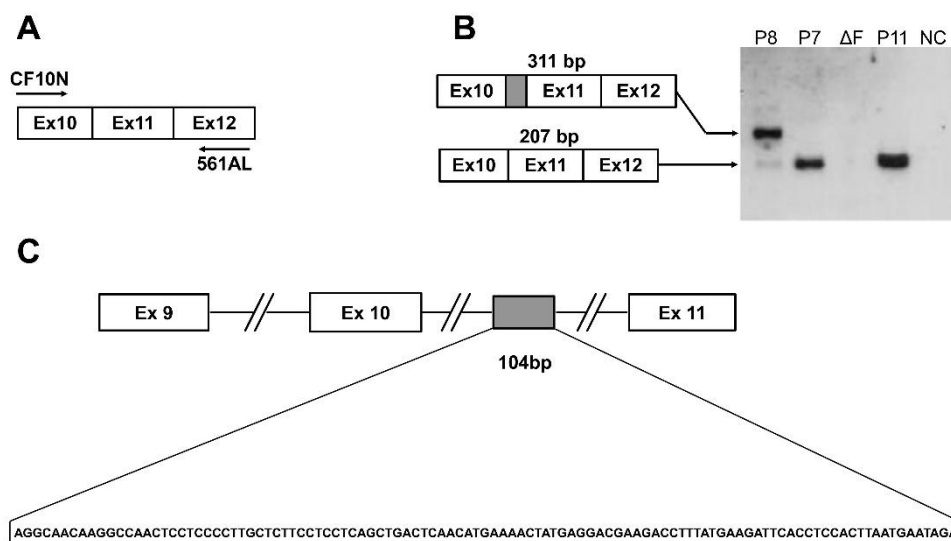 A
CF10N
Ex10 Ex11 Ex12
561AL
B
P8 P7 ΔF P11 NC
311 bp
Ex10 Ex11 Ex12
207 bp
Ex10 Ex11 Ex12
C
Ex 9 Ex 10 Ex 11
104bp
AGGCAACAAGGCCAACTCCTCCCCTTGCTCTTCCTCCTCAGCTGACTCAACATGAAAACTATGAGGACGAAGACCTTTATGAAGATTCACCTCCACTTAATGAATAG